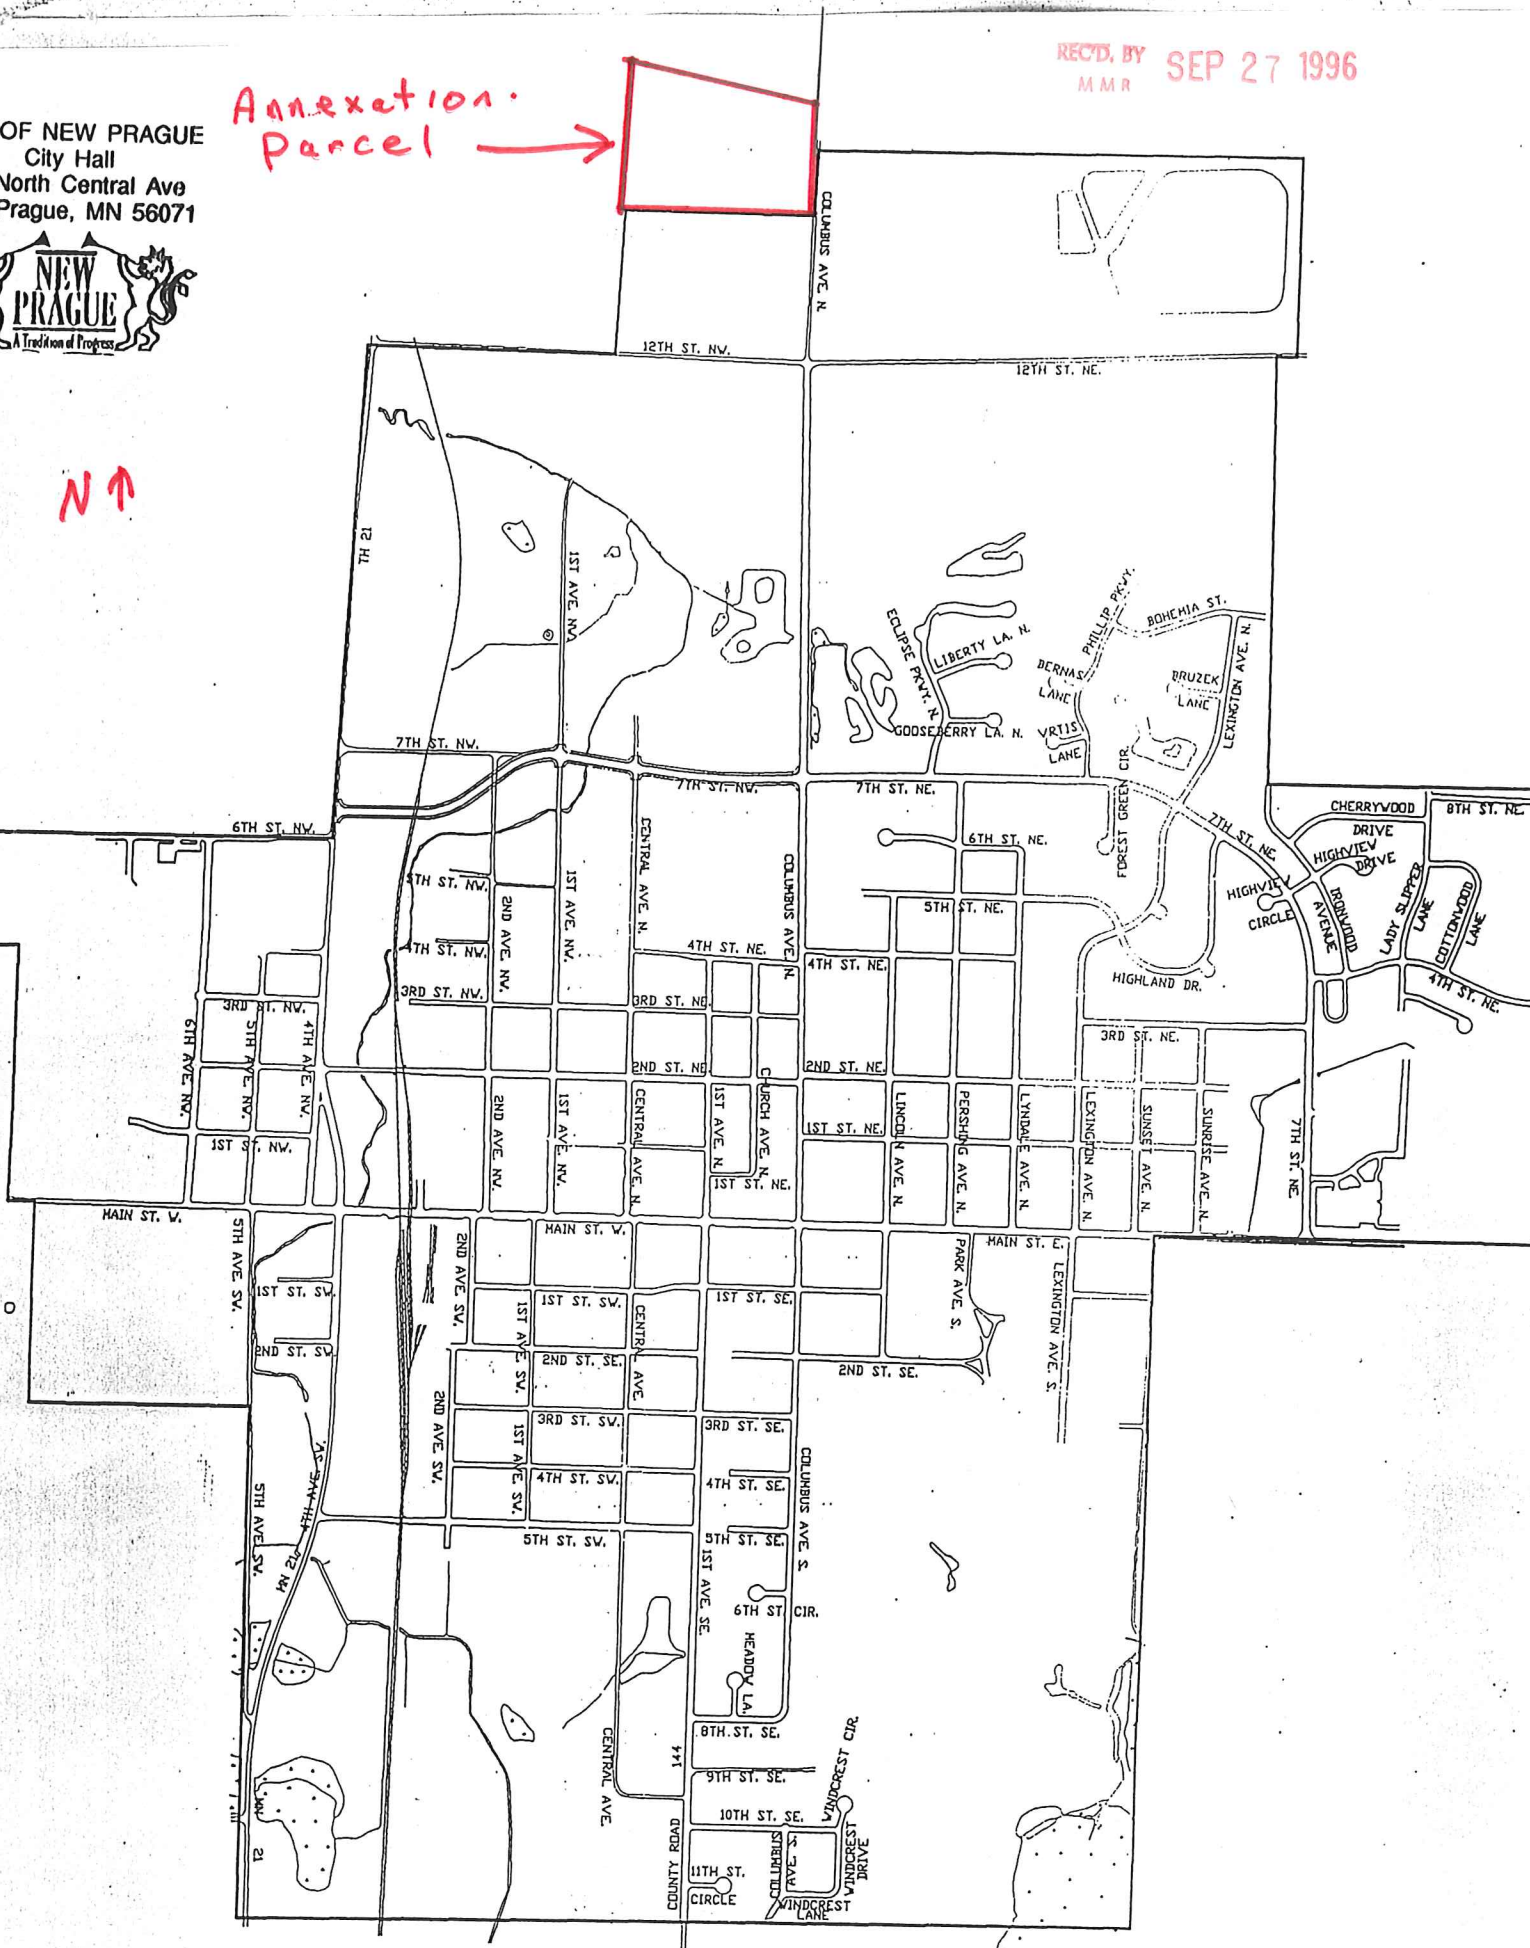 REC'D. BY SEP 27 1996
MMR
Annexation.
Parcel
OF NEW PRAGUE
City Hall
North Central Ave
Prague, MN 56071
NEW
PRAGUE
A Tradition of Progress
N
COLUMBUS AVE. N.
12TH ST. NW.
12TH ST. NE.
TH 21
1ST AVE. NW
ECLIPSE PKWY. N.
LIBERTY LA. N.
GOOSEBERRY LA. N.
PHILLIP PKWY.
BOHEMIA ST.
BERNAS
LANE
DRUZEK
LANE
LEXINGTON AVE. N.
VRTIS
LANE
7TH ST. NW.
7TH ST. NW.
7TH ST. NE.
FOREST GREEN CIR.
7TH ST. NE.
CHERRYWOOD
DRIVE
8TH ST. NE.
6TH ST. NW.
CENTRAL AVE. N.
6TH ST. NE.
HIGHVIEW
DRIVE
HIGHVIEW
CIRCLE
IRONWOOD
AVENUE
LADY SLIPPER
LANE
COTTONWOOD
LANE
5TH ST. NW.
2ND AVE. NW.
1ST AVE. NW.
COLUMBUS AVE. N.
5TH ST. NE.
4TH ST. NW.
4TH ST. NE.
4TH ST. NE.
HIGHLAND DR.
4TH ST. NE.
3RD ST. NW.
3RD ST. NW.
3RD ST. NE.
3RD ST. NE.
6TH AVE. NW.
5TH AVE. NW.
4TH AVE. NW.
2ND ST. NE.
2ND ST. NE.
2ND AVE. NW.
1ST AVE. NW.
CENTRAL AVE. N.
1ST AVE. N.
CHURCH AVE. N.
LINCOLN AVE. N.
PERSHING AVE. N.
LYNDALE AVE. N.
LEXINGTON AVE. N.
SUNSET AVE. N.
SUNRISE AVE. N.
7TH ST. NE.
1ST ST. NW.
1ST ST. NE.
1ST ST. NE.
MAIN ST. W.
MAIN ST. W.
MAIN ST. E.
5TH AVE. SW.
2ND AVE. SW.
PARK AVE. S.
LEXINGTON AVE. S.
1ST ST. SW.
1ST ST. SW.
1ST ST. SE.
1ST AVE. SW.
CENTRAL AVE.
2ND ST. SW.
2ND ST. SE.
2ND ST. SE.
2ND AVE. SW.
3RD ST. SW.
3RD ST. SE.
1ST AVE. SW.
COLUMBUS AVE. S.
4TH AVE. SW.
4TH ST. SW.
4TH ST. SE.
5TH AVE. SW.
5TH ST. SW.
5TH ST. SE.
MN 21
1ST AVE. SE.
6TH ST. CIR.
MEADOW LA.
CENTRAL AVE.
8TH. ST. SE.
144
9TH ST. SE.
WINDCREST CIR.
10TH ST. SE.
MN
21
COUNTY ROAD
COLUMBUS
AVE. S.
WINDCREST
DRIVE
11TH ST.
CIRCLE
WINDCREST
LANE